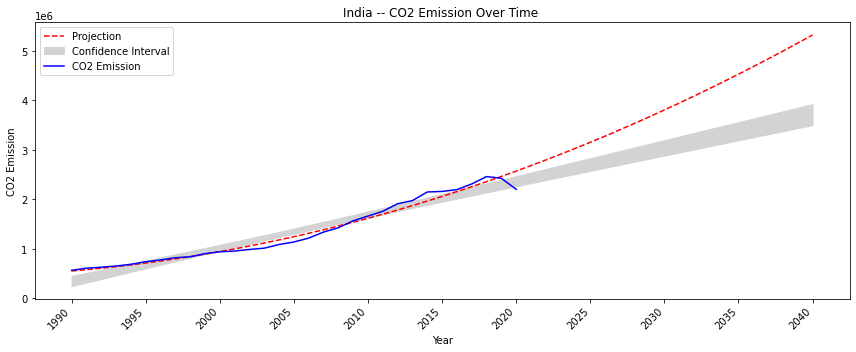 India -- CO2 Emission Over Time
1e6
Projection
Confidence Interval
CO2 Emission
5
4
3
2
1
0
CO2 Emission
1990
1995
2000
2005
2010
2015
2020
2025
2030
2035
2040
Year